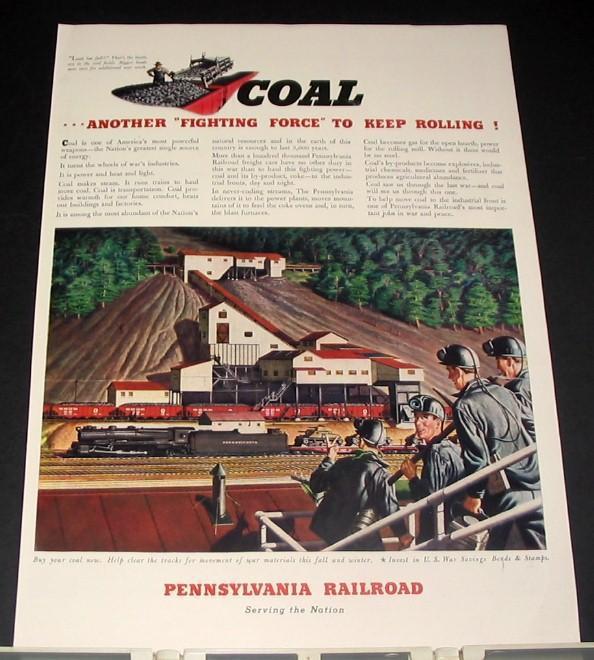 "Look but full!" That's the
COAL
...ANOTHER "FIGHTING FORCE" TO KEEP ROLLING !
Coal is one of America's most powerful
weapons—the Nation's greatest single source
of energy.
It turns the wheels of war's industries.
It is power and heat and light.
Coal makes steam. It runs trains to haul
more coal. Coal is transportation. Coal pro-
vides warmth for our home comfort, heats
our buildings and factories.
It is among the most abundant of the Nation's
natural resources and in the earth of this
country is enough to last 3,000 years.
More than a hundred thousand Pennsylvania
Railroad freight cars have no other duty in this
war than to haul this fighting power—
coal and its by-product, coke—to the indus-
trial fronts, day and night.
In never-ceasing streams, The Pennsylvania
delivers it to the power plants, moves moun-
tains of it to feed the coke ovens and, in turn,
the blast furnaces.
Coal becomes gas for the open hearth, power
for the rolling mill. Without it there would
be no steel.
Coal's by-products become explosives, indus-
trial chemicals, medicines and fertilizer that
produces agricultural abundance.
Coal saw us through the last war—and coal
will see us through this one.
To help move coal to the industrial front is
one of Pennsylvania Railroad's most impor-
tant jobs in war and peace.
PENNSYLVANIA
Buy your coal now. Help clear the tracks for movement of war materials this fall and winter. ★ Invest in U. S. War Savings Bonds & Stamps.
PENNSYLVANIA RAILROAD
Serving the Nation